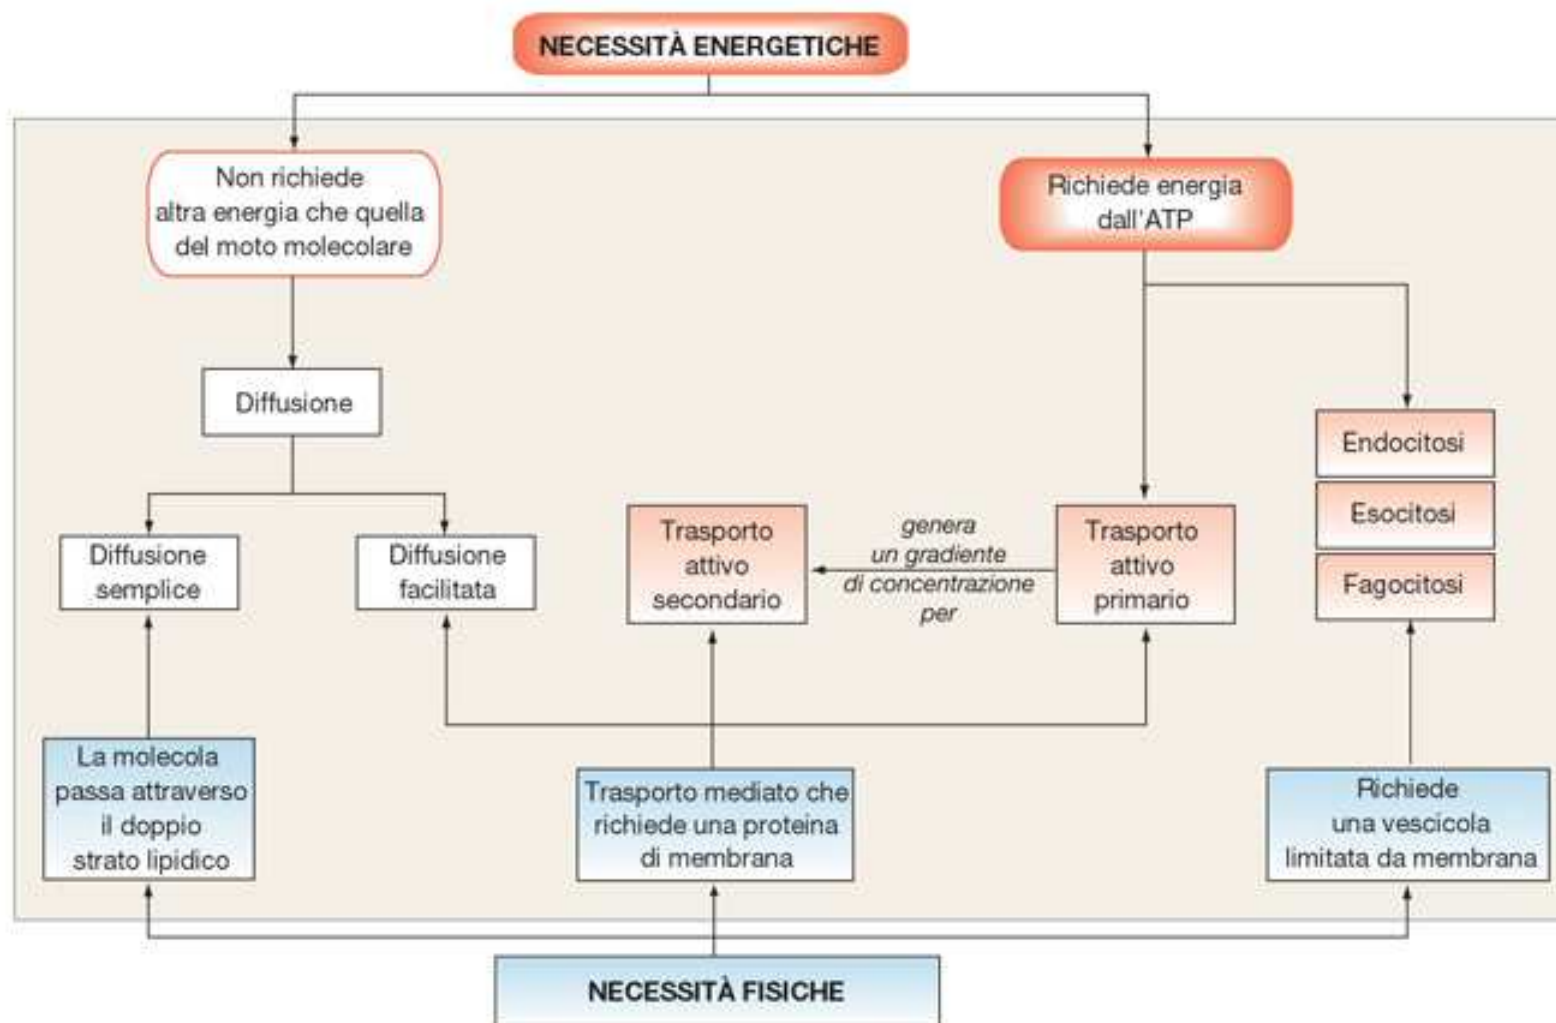 NECESSITÀ ENERGETICHE
Non richiede
altra energia che quella
del moto molecolare
Richiede energia
dall'ATP
Diffusione
Endocitosi
Esocitosi
Fagocitosi
Diffusione
semplice
Diffusione
facilitata
Trasporto
attivo
secondario
genera
un gradiente
di concentrazione
per
Trasporto
attivo
primario
La molecola
passa attraverso
il doppio
strato lipidico
Trasporto mediato che
richiede una proteina
di membrana
Richiede
una vescicola
limitata da membrana
NECESSITÀ FISICHE